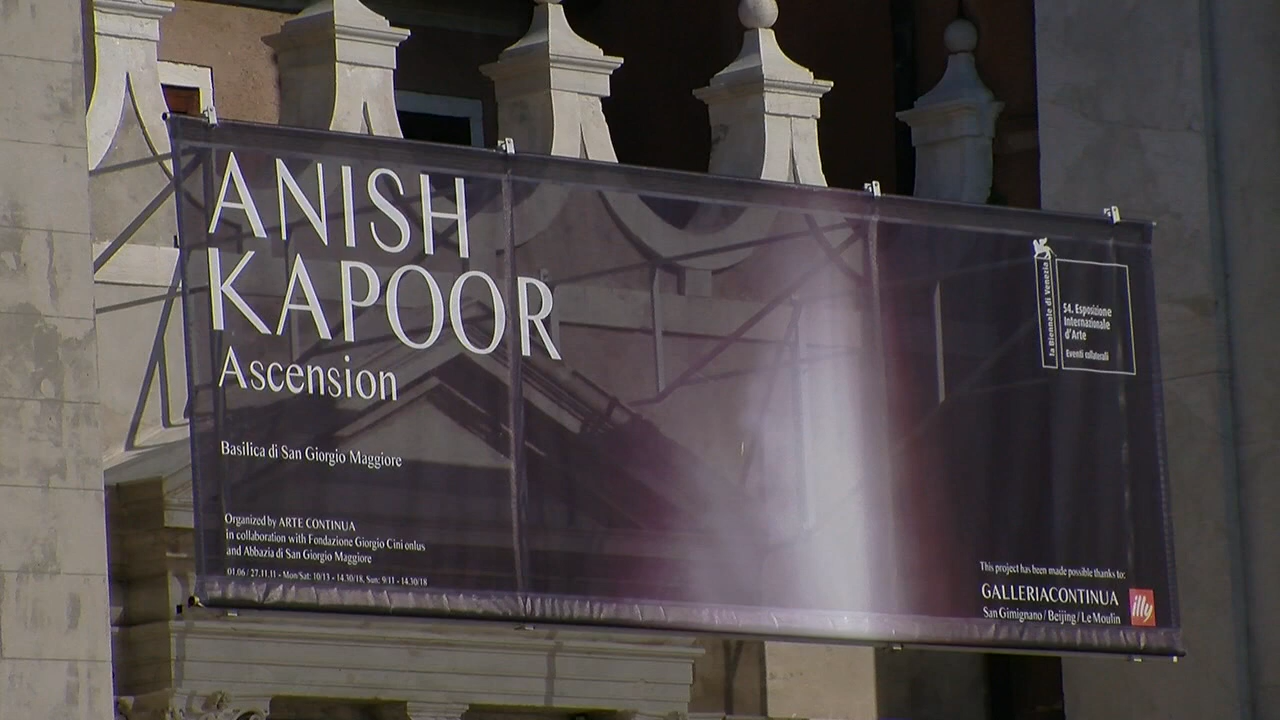 ANISH
KAPOOR
Ascension
Basilica di San Giorgio Maggiore
Organized by ARTE CONTINUA
in collaboration with Fondazione Giorgio Cini onlus
and Abbazia di San Giorgio Maggiore
01.06 / 27.11.11 - Mon/Sat: 10/13 - 14.30/18, Sun: 9/11 - 14.30/18
la Biennale di Venezia
54. Esposizione
Internazionale
d'Arte
Eventi collaterali
This project has been made possible thanks to:
GALLERIACONTINUA
San Gimignano / Beijing / Le Moulin
illy